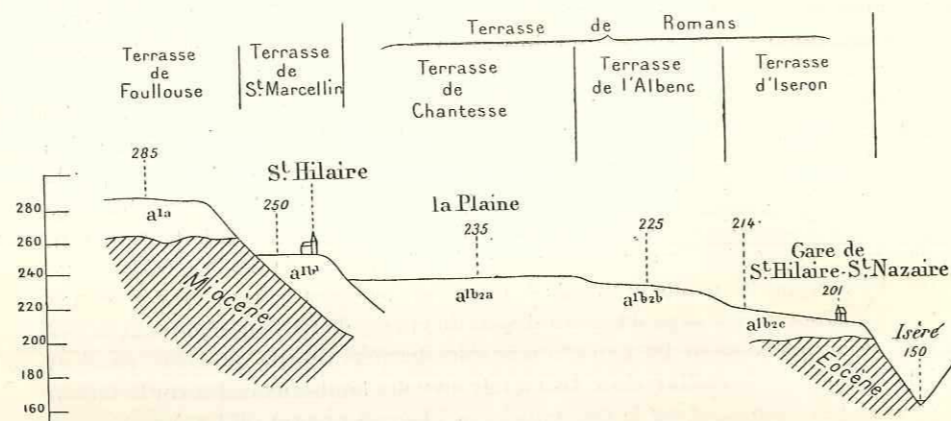 Terrasse de Romans
Terrasse
de
Foullouse
Terrasse
de
St Marcellin
Terrasse
de
Chantesse
Terrasse
de l'Albenc
Terrasse
d'Iseron
285
St Hilaire
250
la Plaine
235
225
214
Gare de
St Hilaire-St Nazaire
201
Isère
150
280
260
240
220
200
180
160
a1a
a1b1
a1b2a
a1b2b
a1b2c
Miocène
Eocène